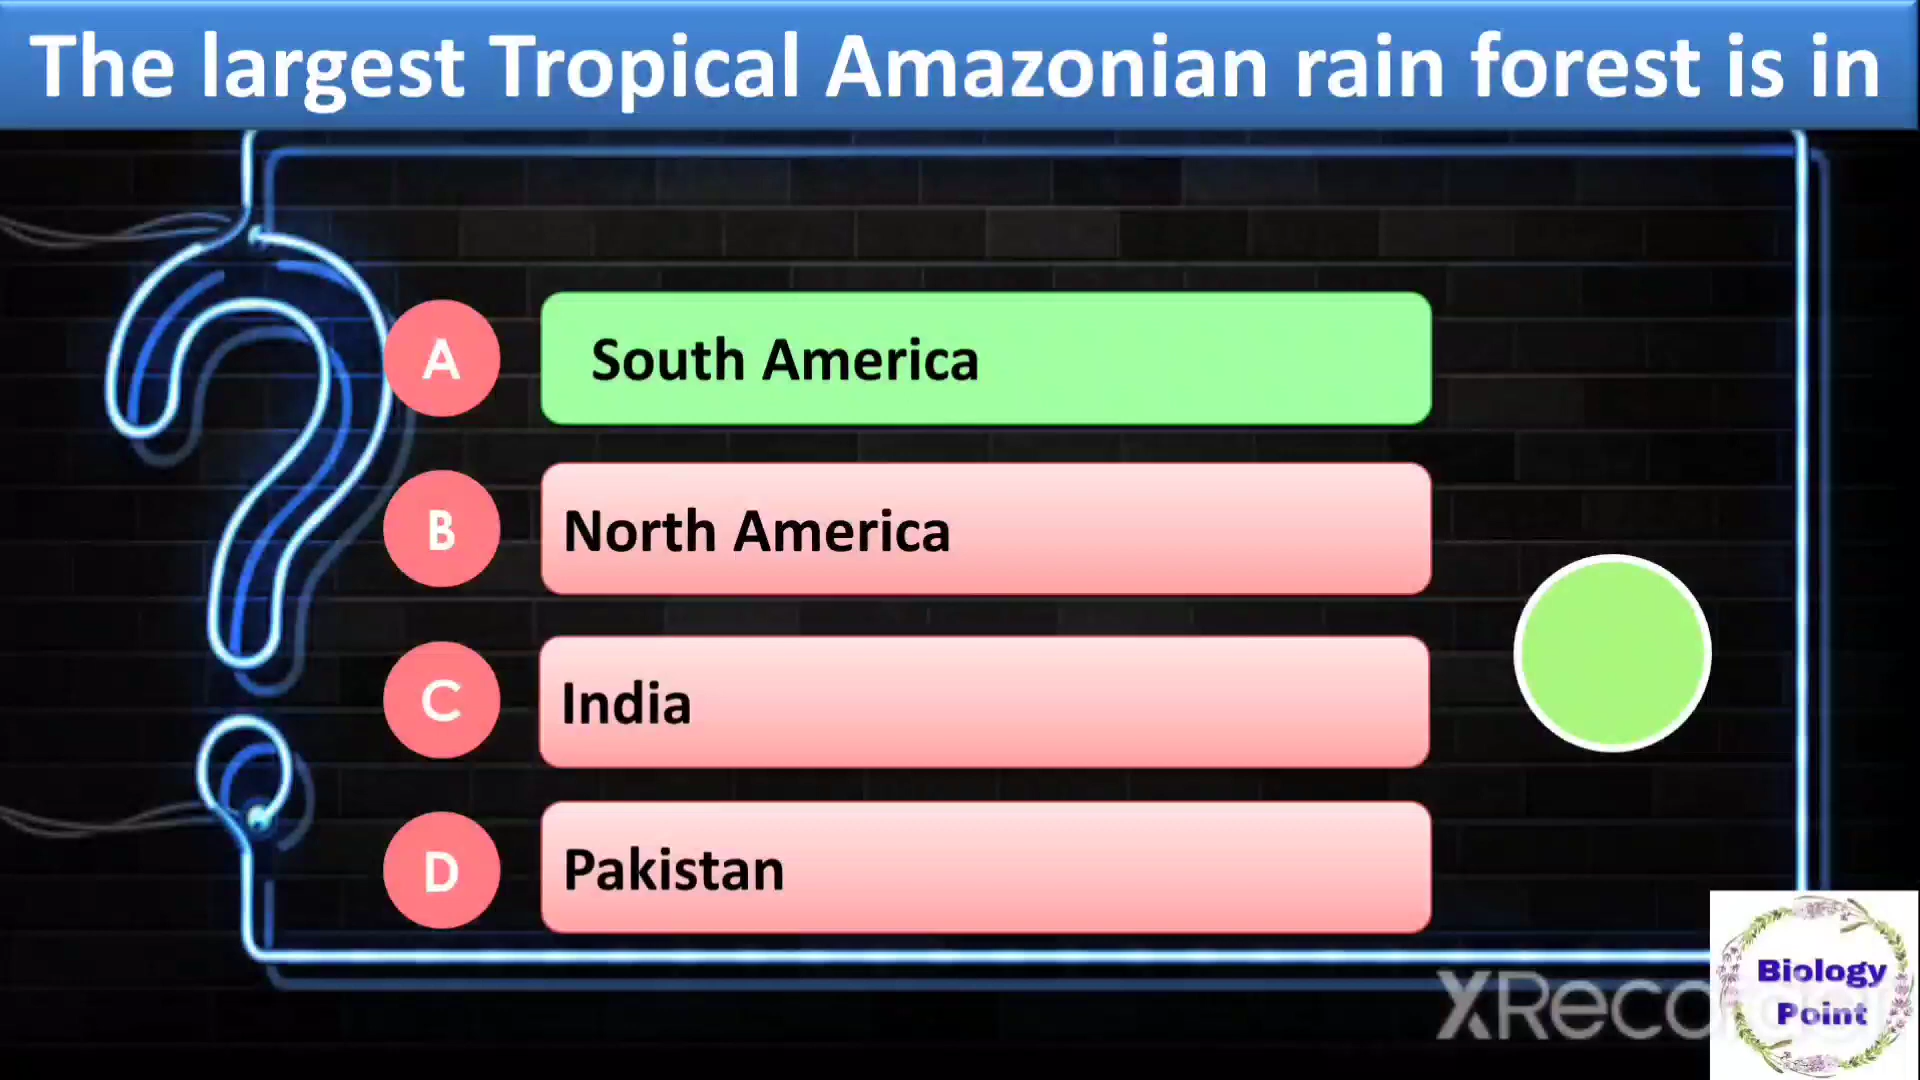 The largest Tropical Amazonian rain forest is in
A
South America
B
North America
C
India
D
Pakistan
Biology
Point